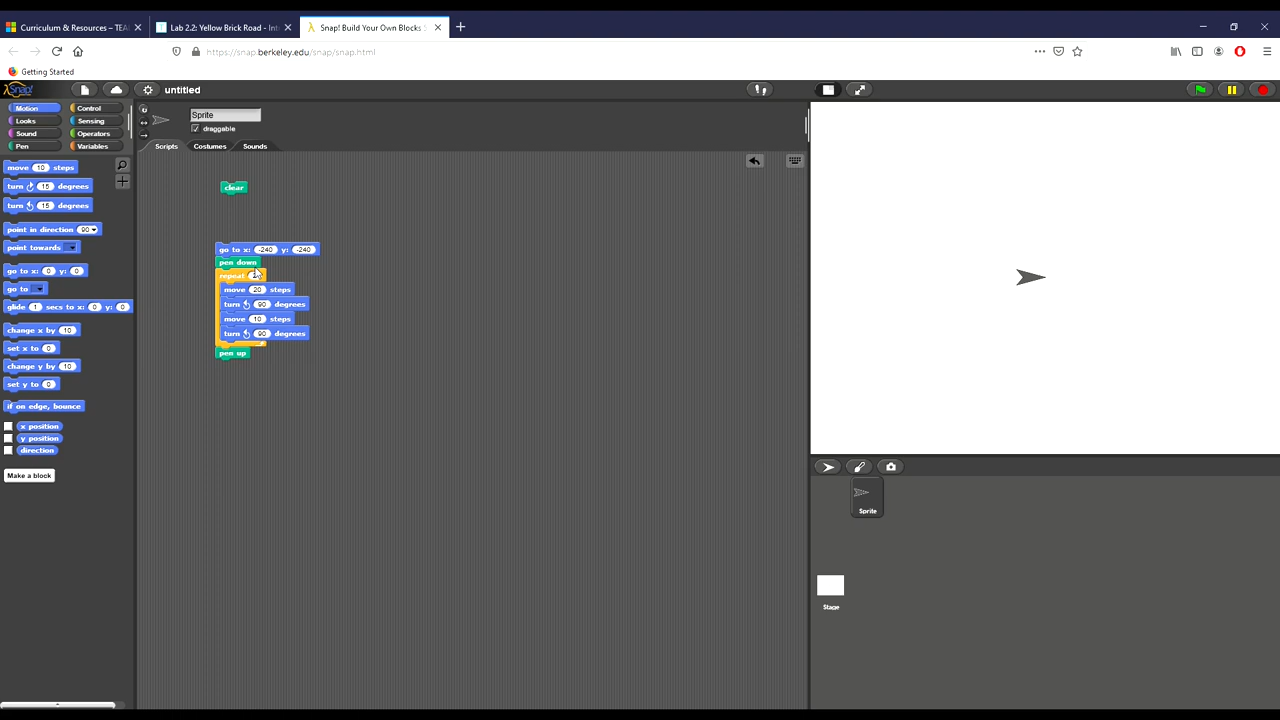 Curriculum & Resources – TEA
Lab 2.2: Yellow Brick Road - Int
Snap! Build Your Own Blocks
https://snap.berkeley.edu/snap/snap.html
Getting Started
Snap!
untitled
Motion
Control
Looks
Sensing
Sound
Operators
Pen
Variables
Sprite
draggable
Scripts
Costumes
Sounds
move 10 steps
turn 15 degrees
turn 15 degrees
point in direction 90
point towards
go to x: 0 y: 0
go to
glide 1 secs to x: 0 y: 0
change x by 10
set x to 0
change y by 10
set y to 0
if on edge, bounce
x position
y position
direction
Make a block
clear
go to x: -240 y: -240
pen down
repeat
move 20 steps
turn 90 degrees
move 10 steps
turn 90 degrees
pen up
Sprite
Stage